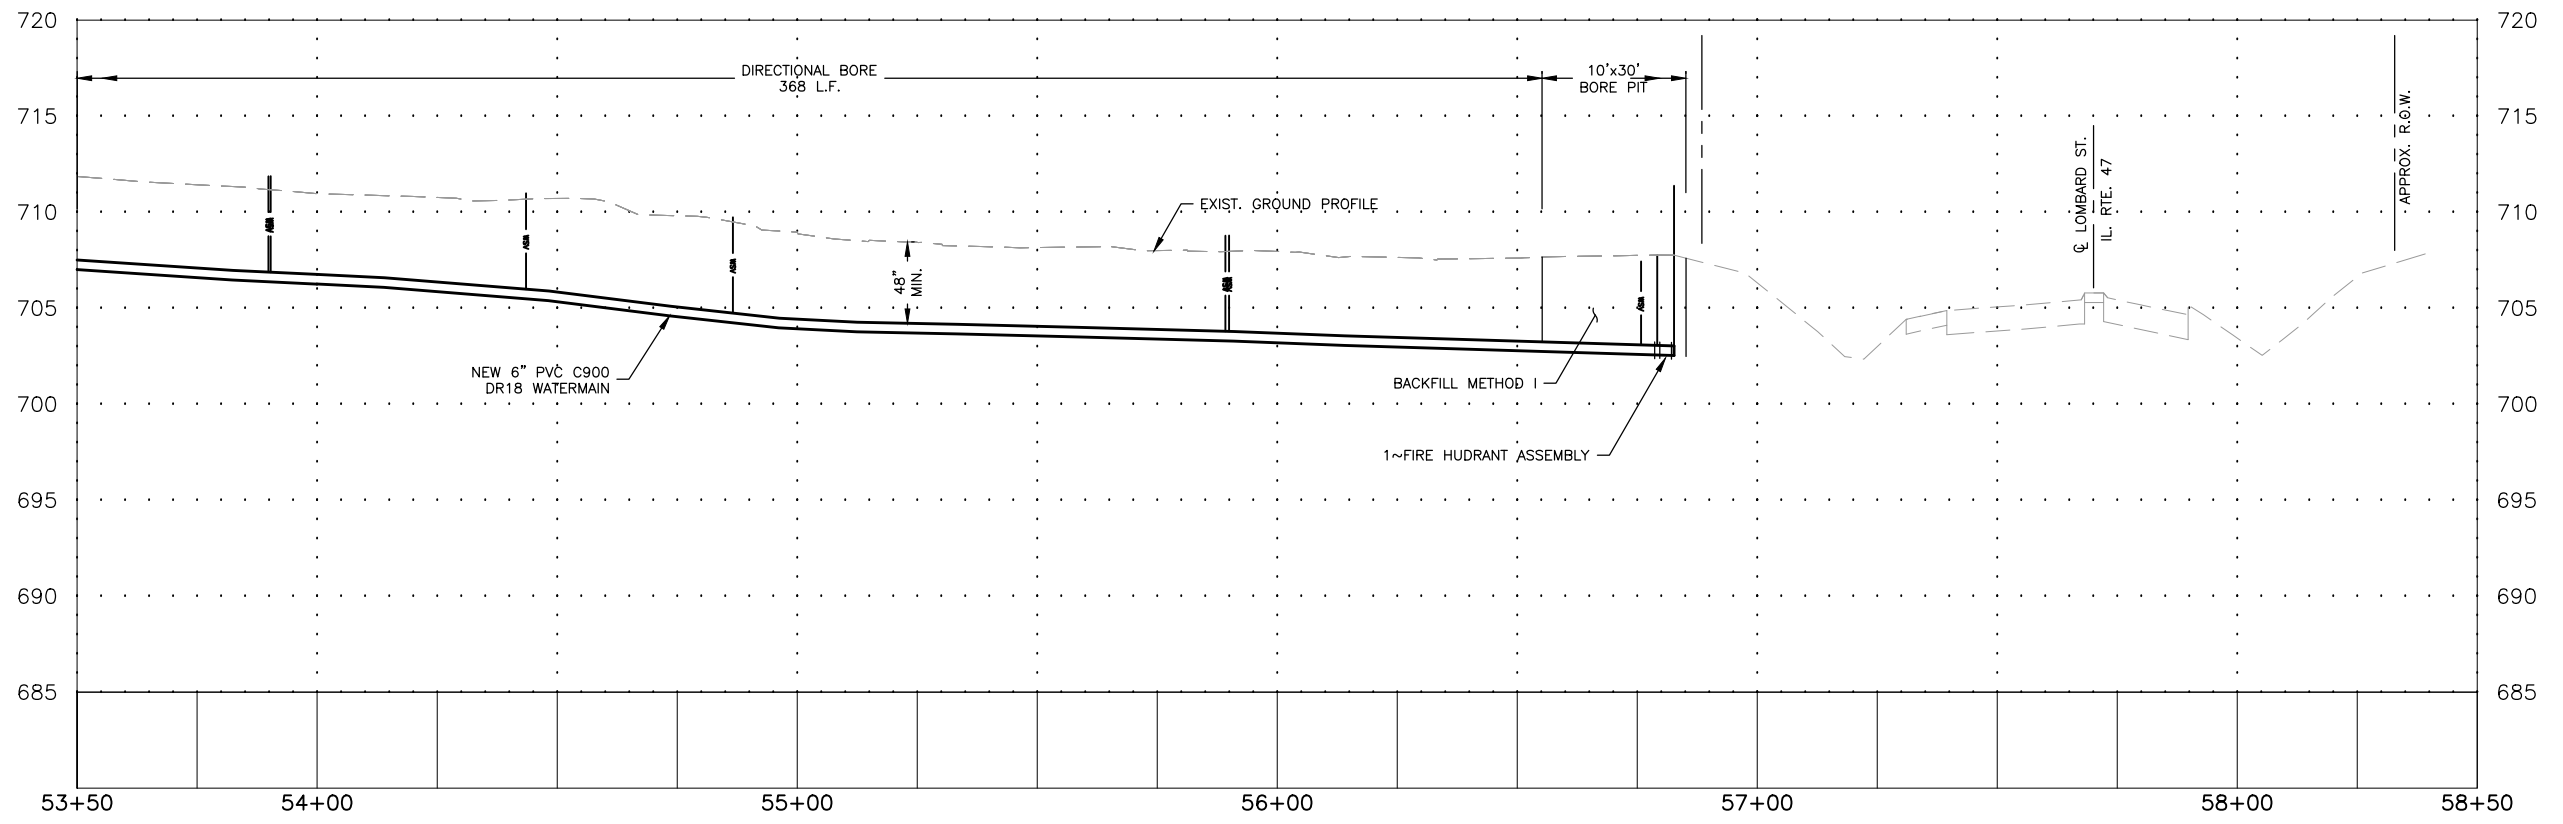 720
720
DIRECTIONAL BORE
368 L.F.
10'x30'
BORE PIT
715
715
APPROX. R.O.W.
℄ LOMBARD ST.
IL. RTE. 47
710
710
EXIST. GROUND PROFILE
48"
MIN.
705
705
NEW 6" PVC C900
DR18 WATERMAIN
BACKFILL METHOD I
700
700
1~FIRE HUDRANT ASSEMBLY
695
695
690
690
685
685
53+50
54+00
55+00
56+00
57+00
58+00
58+50